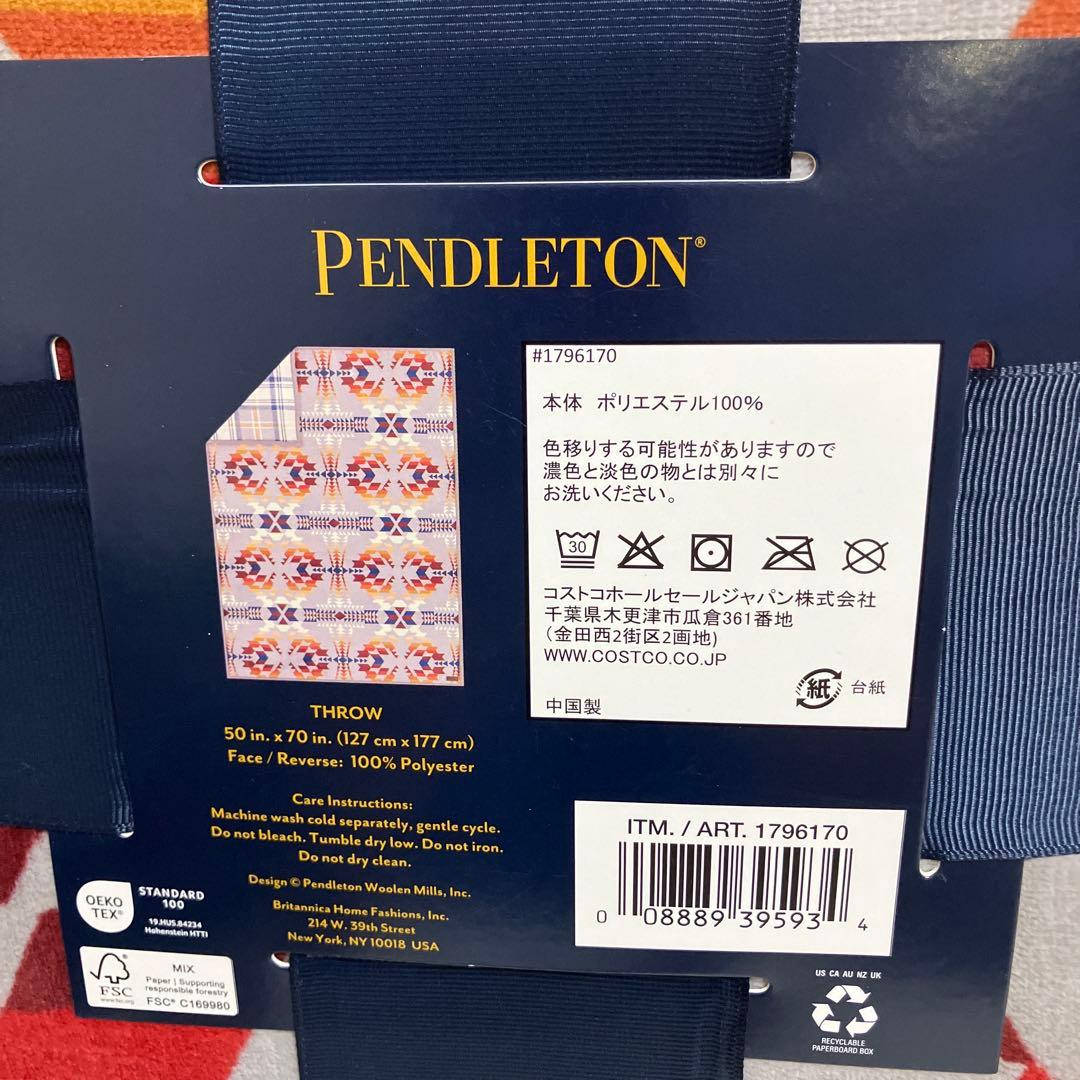 PENDLETON®
THROW
50 in. x 70 in. (127 cm x 177 cm)
Face / Reverse: 100% Polyester
Care Instructions:
Machine wash cold separately, gentle cycle.
Do not bleach. Tumble dry low. Do not iron.
Do not dry clean.
Design © Pendleton Woolen Mills, Inc.
Britannica Home Fashions, Inc.
214 W. 39th Street
New York, NY 10018 USA
OEKO
TEX®
STANDARD
100
19.HUS.84234
Hohenstein HTTI
FSC®
www.fsc.org
MIX
Paper | Supporting
responsible forestry
FSC® C169980
#1796170
本体 ポリエステル100%
色移りする可能性がありますので
濃色と淡色の物とは別々に
お洗いください。
30
コストコホールセールジャパン株式会社
千葉県木更津市瓜倉361番地
(金田西2街区2画地)
WWW.COSTCO.CO.JP
紙 台紙
中国製
ITM. / ART. 1796170
0 08889 39593 4
US CA AU NZ UK
RECYCLABLE
PAPERBOARD BOX